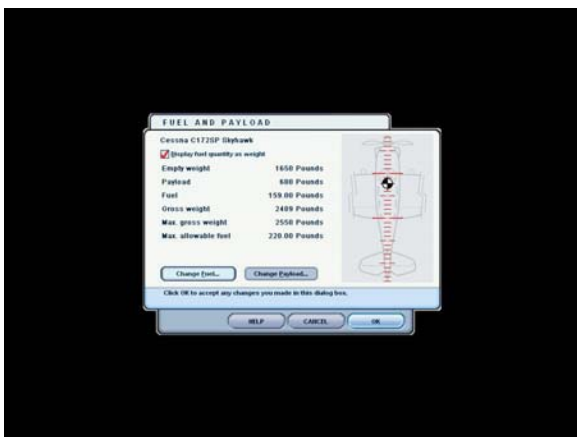 FUEL AND PAYLOAD
Cessna C172SP Skyhawk
Display fuel quantity as weight
Empty weight 1650 Pounds
Payload 680 Pounds
Fuel 159.00 Pounds
Gross weight 2489 Pounds
Max. gross weight 2550 Pounds
Max. allowable fuel 220.00 Pounds
Change Fuel... Change Payload...
Click OK to accept any changes you made in this dialog box.
HELP CANCEL OK